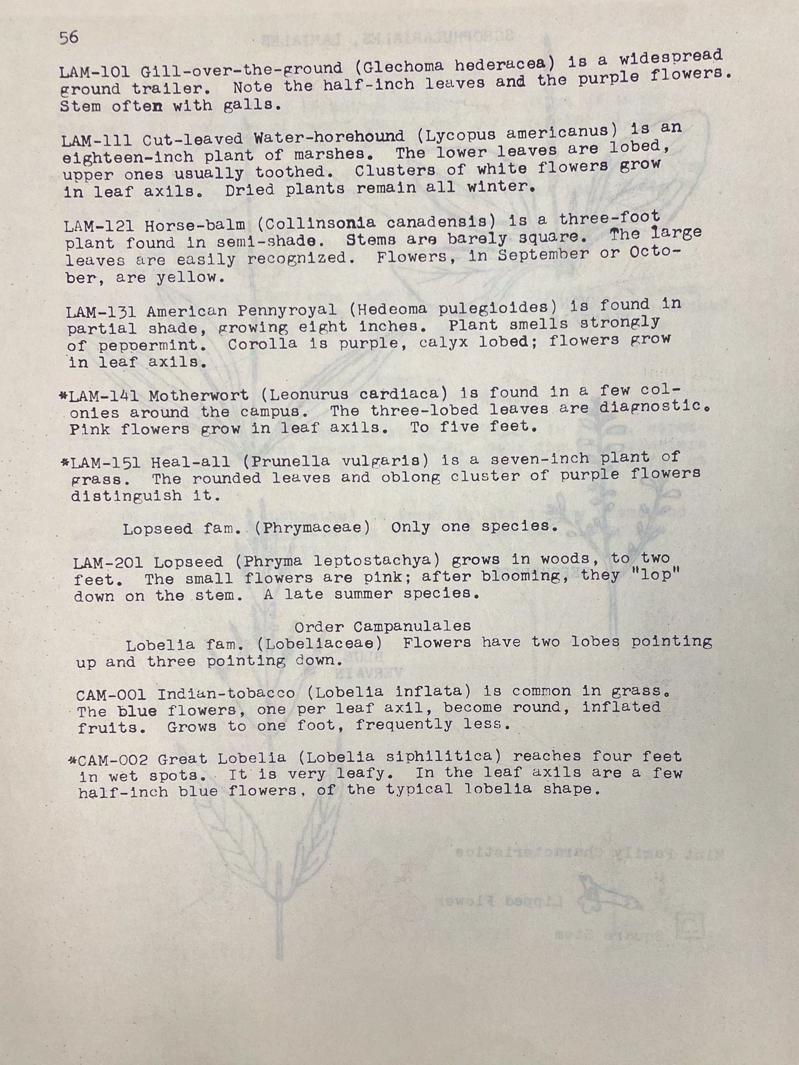 56
LAM-101 Gill-over-the-ground (Glechoma hederacea) is a widespread
ground trailer. Note the half-inch leaves and the purple flowers.
Stem often with galls.
LAM-111 Cut-leaved Water-horehound (Lycopus americanus) is an
eighteen-inch plant of marshes. The lower leaves are lobed,
upper ones usually toothed. Clusters of white flowers grow
in leaf axils. Dried plants remain all winter.
LAM-121 Horse-balm (Collinsonia canadensis) is a three-foot
plant found in semi-shade. Stems are barely square. The large
leaves are easily recognized. Flowers, in September or Octo-
ber, are yellow.
LAM-131 American Pennyroyal (Hedeoma pulegioides) is found in
partial shade, growing eight inches. Plant smells strongly
of peppermint. Corolla is purple, calyx lobed; flowers grow
in leaf axils.
*LAM-141 Motherwort (Leonurus cardiaca) is found in a few col-
onies around the campus. The three-lobed leaves are diagnostic.
Pink flowers grow in leaf axils. To five feet.
*LAM-151 Heal-all (Prunella vulgaris) is a seven-inch plant of
grass. The rounded leaves and oblong cluster of purple flowers
distinguish it.
Lopseed fam. (Phrymaceae) Only one species.
LAM-201 Lopseed (Phryma leptostachya) grows in woods, to two
feet. The small flowers are pink; after blooming, they "lop"
down on the stem. A late summer species.
Order Campanulales
Lobelia fam. (Lobeliaceae) Flowers have two lobes pointing
up and three pointing down.
CAM-001 Indian-tobacco (Lobelia inflata) is common in grass.
The blue flowers, one per leaf axil, become round, inflated
fruits. Grows to one foot, frequently less.
*CAM-002 Great Lobelia (Lobelia siphilitica) reaches four feet
in wet spots. It is very leafy. In the leaf axils are a few
half-inch blue flowers, of the typical lobelia shape.
SCROPHULARIALES, LAMIALES
VERVAIN
Mint Family Characteristics
Lipped Flower
Square Stem